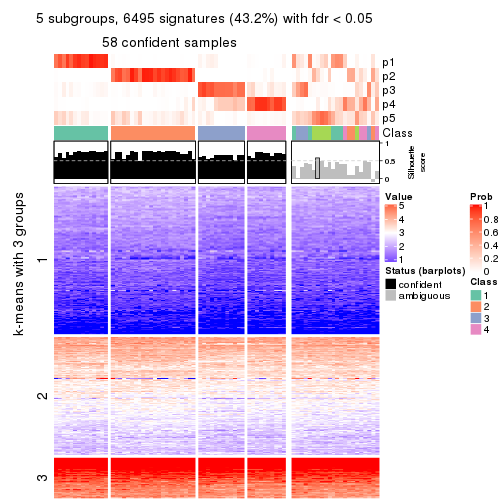 5 subgroups, 6495 signatures (43.2%) with fdr < 0.05
58 confident samples
p1
p2
p3
p4
p5
Class
1
0.5
0
Silhouette
score
k-means with 3 groups
1
2
3
Value
5
4
3
2
1
Status (barplots)
confident
ambiguous
Prob
1
0.8
0.6
0.4
0.2
0
Class
1
2
3
4